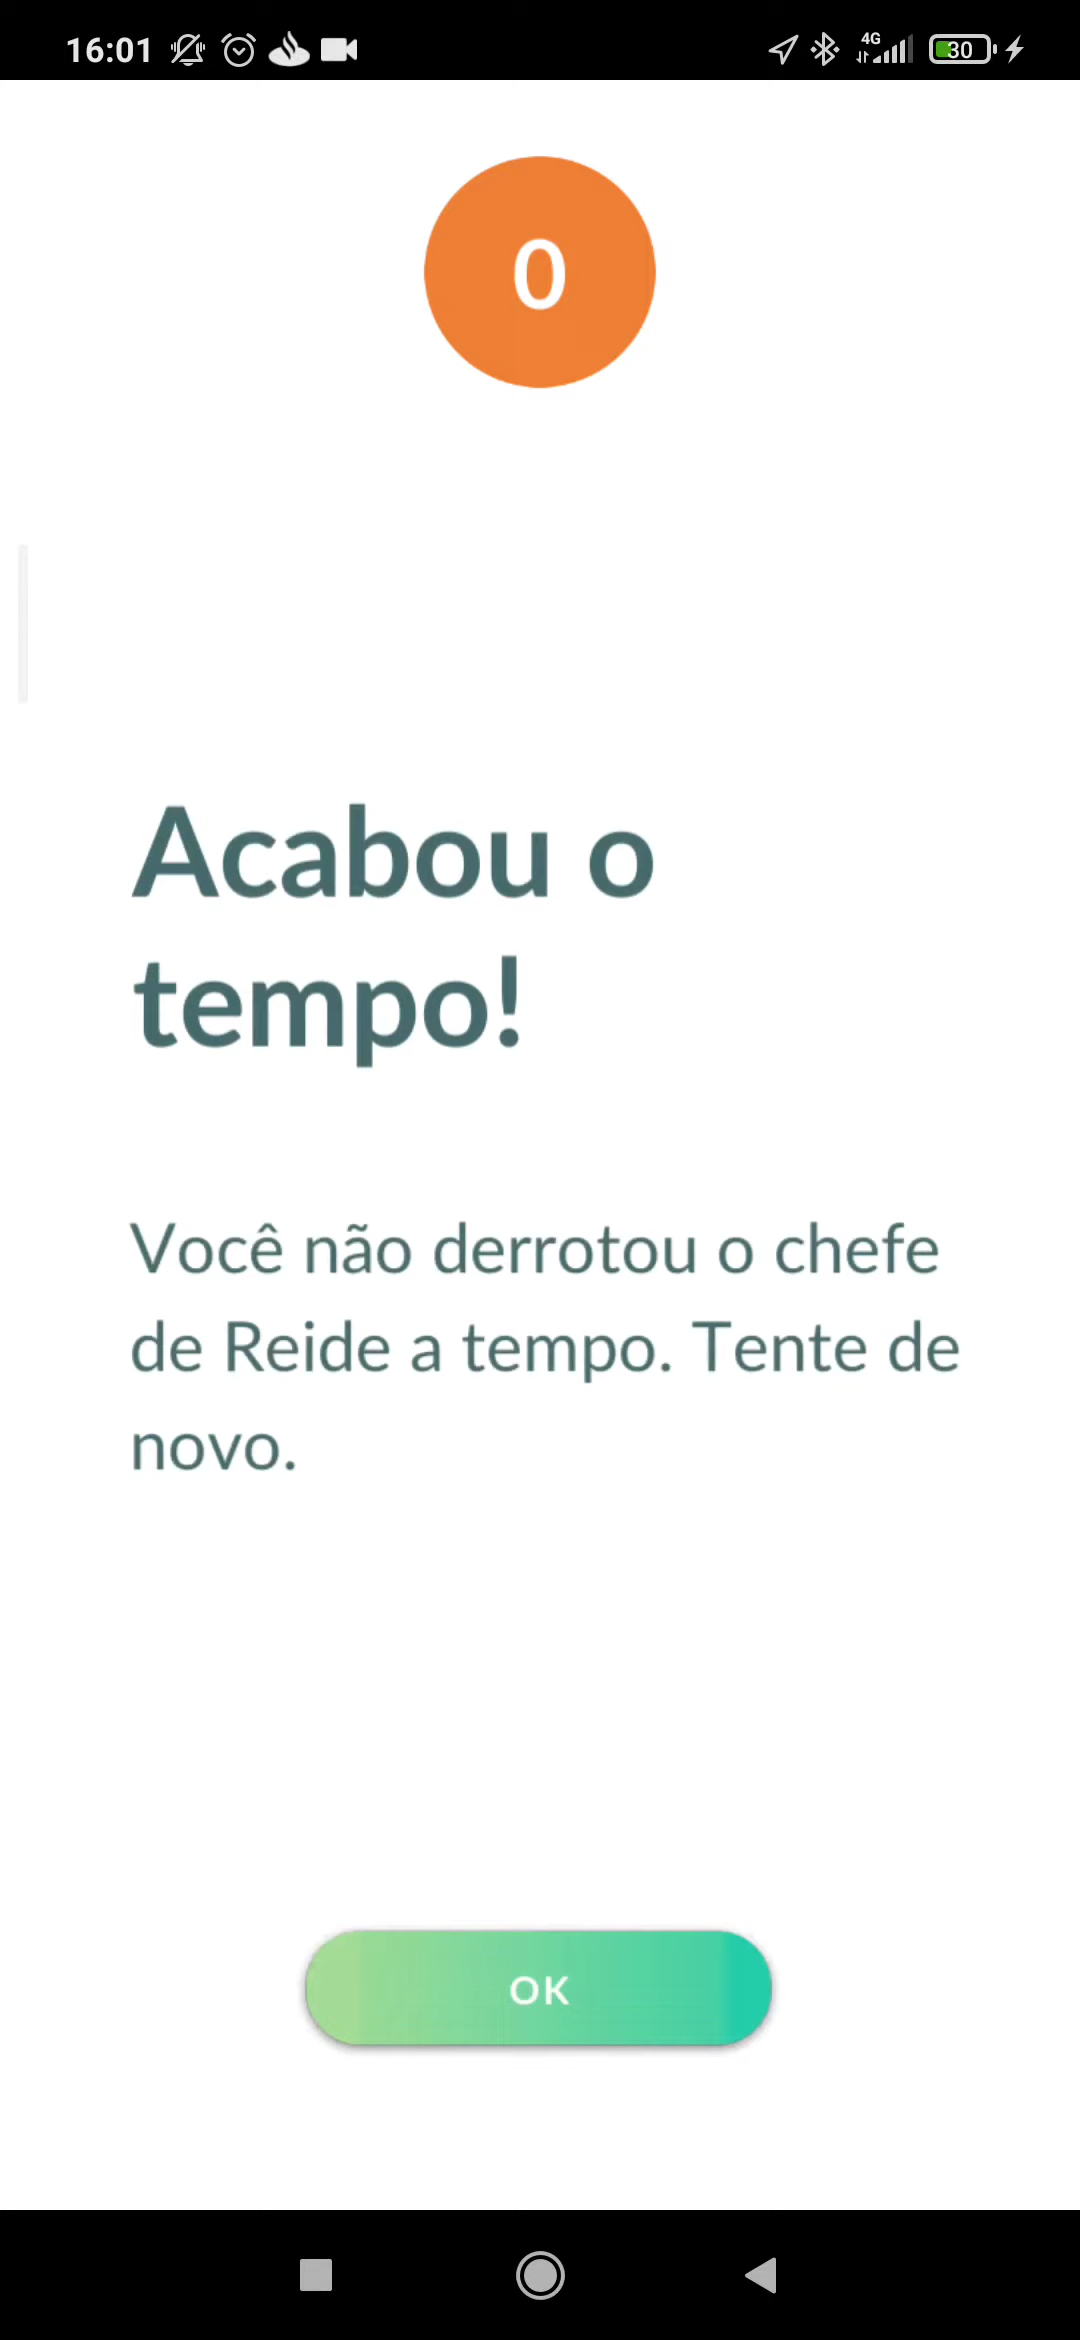 16:01
4G
30
0
Acabou o
tempo!
Você não derrotou o chefe
de Reide a tempo. Tente de
novo.
OK